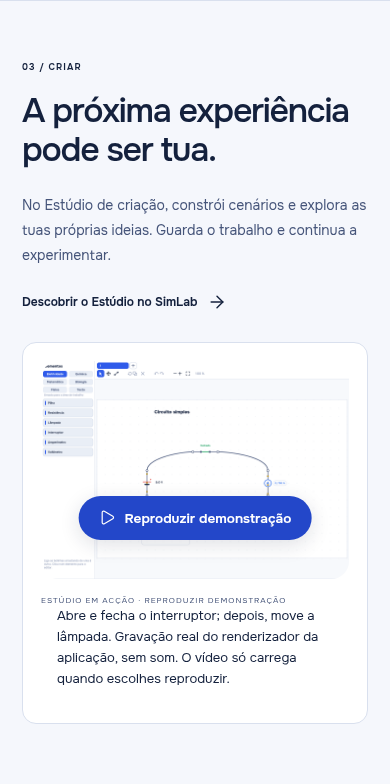 03 / CRIAR
A próxima experiência
pode ser tua.
No Estúdio de criação, constrói cenários e explora as
tuas próprias ideias. Guarda o trabalho e continua a
experimentar.
Descobrir o Estúdio no SimLab
Circuito simples
Reproduzir demonstração
ESTÚDIO EM ACÇÃO · REPRODUZIR DEMONSTRAÇÃO
Abre e fecha o interruptor; depois, move a
lâmpada. Gravação real do renderizador da
aplicação, sem som. O vídeo só carrega
quando escolhes reproduzir.